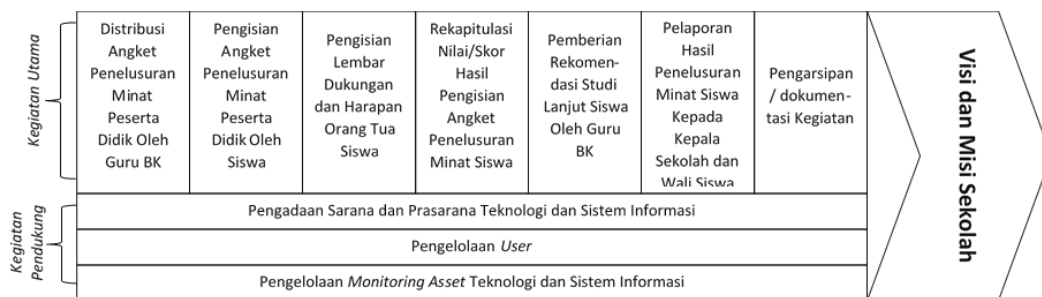 Kegiatan Utama
Distribusi
Angket
Penelusuran
Minat
Peserta
Didik Oleh
Guru BK
Pengisian
Angket
Penelusuran
Minat
Peserta
Didik Oleh
Siswa
Pengisian
Lembar
Dukungan
dan Harapan
Orang Tua
Siswa
Rekapitulasi
Nilai/Skor
Hasil
Pengisian
Angket
Penelusuran
Minat Siswa
Pemberian
Rekomen-
dasi Studi
Lanjut Siswa
Oleh Guru
BK
Pelaporan
Hasil
Penelusuran
Minat Siswa
Kepada
Kepala
Sekolah dan
Wali Siswa
Pengarsipan
/ dokumen-
tasi Kegiatan
Kegiatan
Pendukung
Pengadaan Sarana dan Prasarana Teknologi dan Sistem Informasi
Pengelolaan User
Pengelolaan Monitoring Asset Teknologi dan Sistem Informasi
Visi dan Misi Sekolah